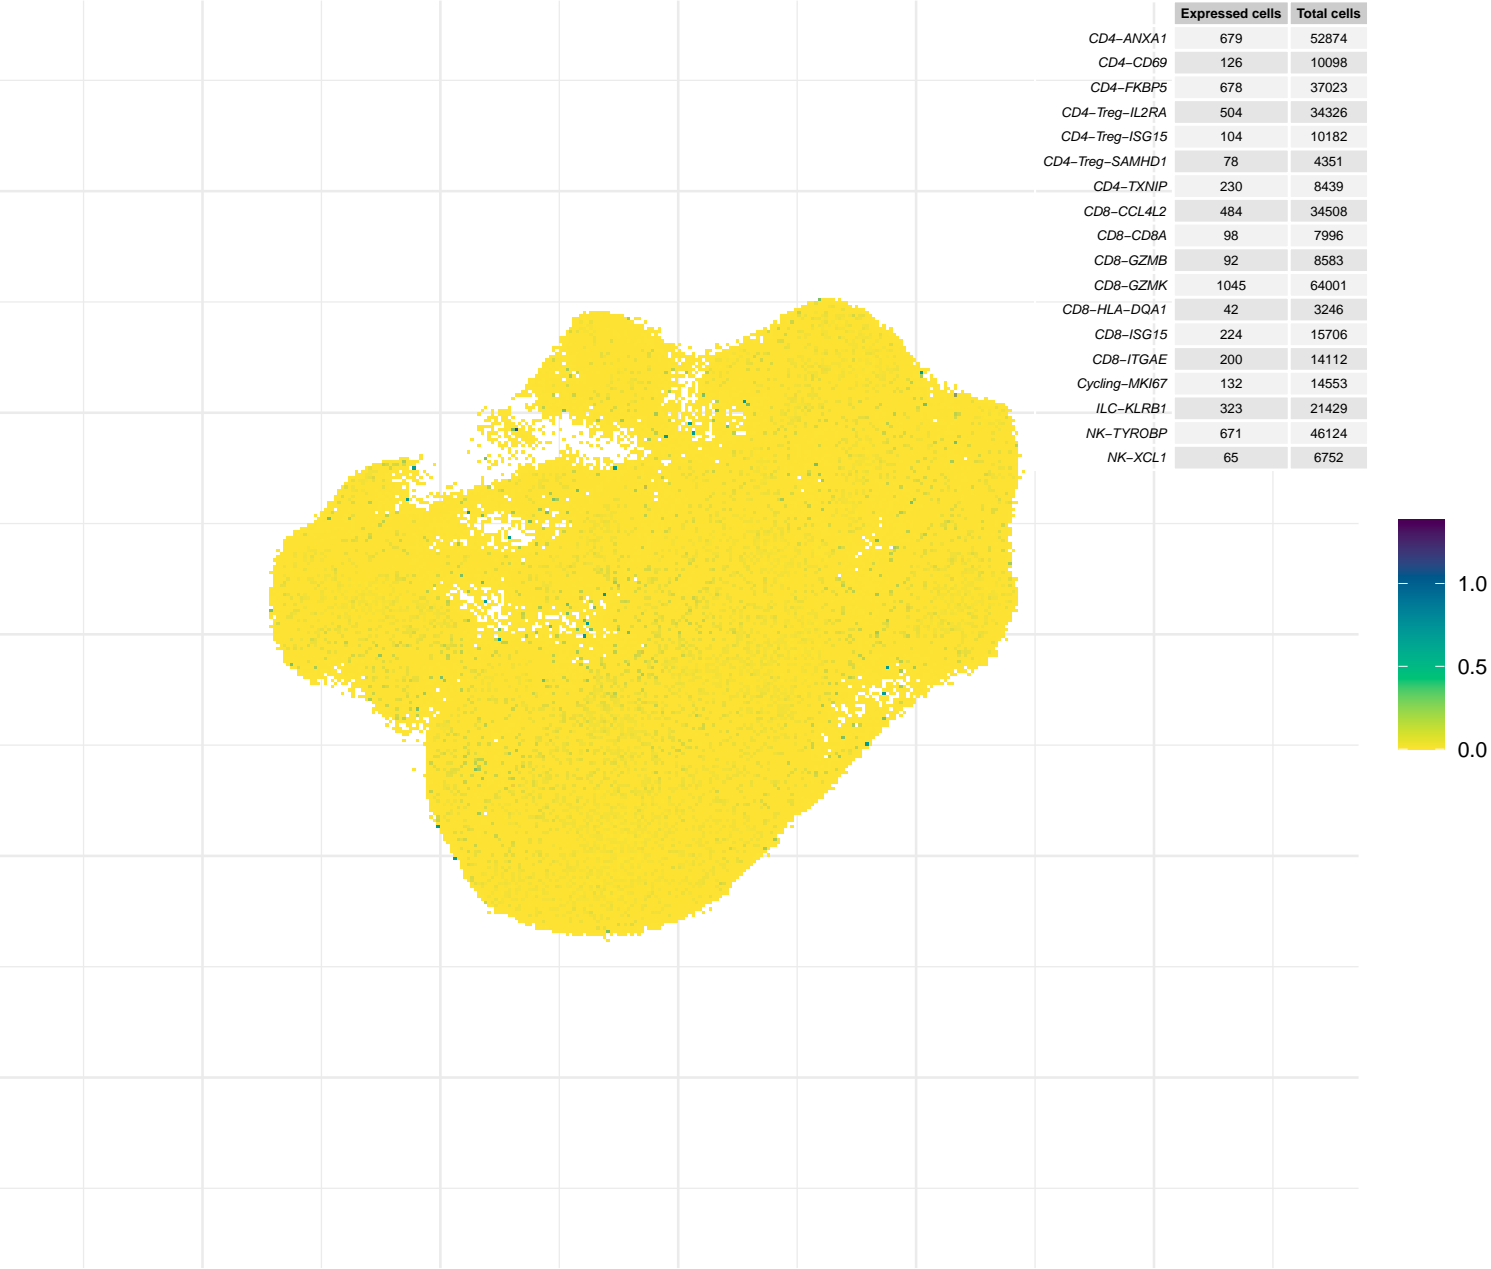 Expressed cells Total cells
CD4−ANXA1 679 52874
CD4−CD69 126 10098
CD4−FKBP5 678 37023
CD4−Treg−IL2RA 504 34326
CD4−Treg−ISG15 104 10182
CD4−Treg−SAMHD1 78 4351
CD4−TXNIP 230 8439
CD8−CCL4L2 484 34508
CD8−CD8A 98 7996
CD8−GZMB 92 8583
CD8−GZMK 1045 64001
CD8−HLA−DQA1 42 3246
CD8−ISG15 224 15706
CD8−ITGAE 200 14112
Cycling−MKI67 132 14553
ILC−KLRB1 323 21429
NK−TYROBP 671 46124
NK−XCL1 65 6752
1.0
0.5
0.0